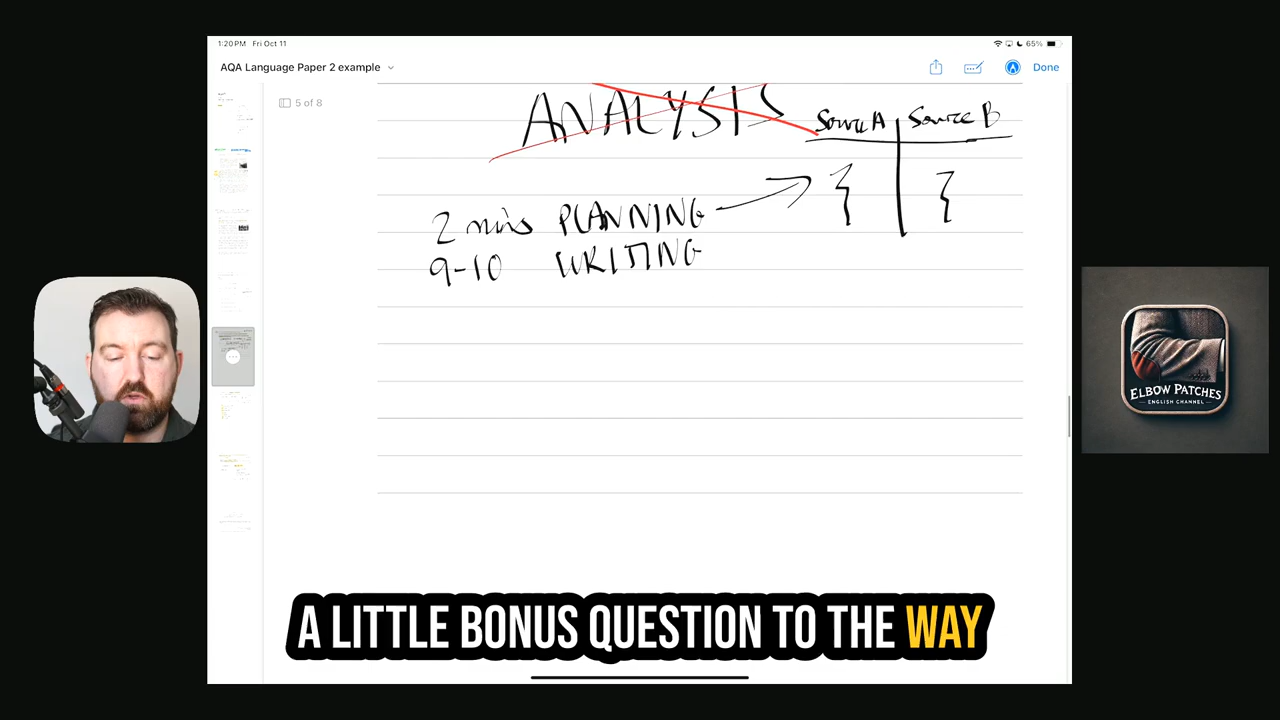 1:20 PM Fri Oct 11
65%
AQA Language Paper 2 example
Done
5 of 8
ANALYSIS
Source A Source B
2 mins PLANNING
9-10 WRITING
ELBOW PATCHES
ENGLISH CHANNEL
A LITTLE BONUS QUESTION TO THE WAY